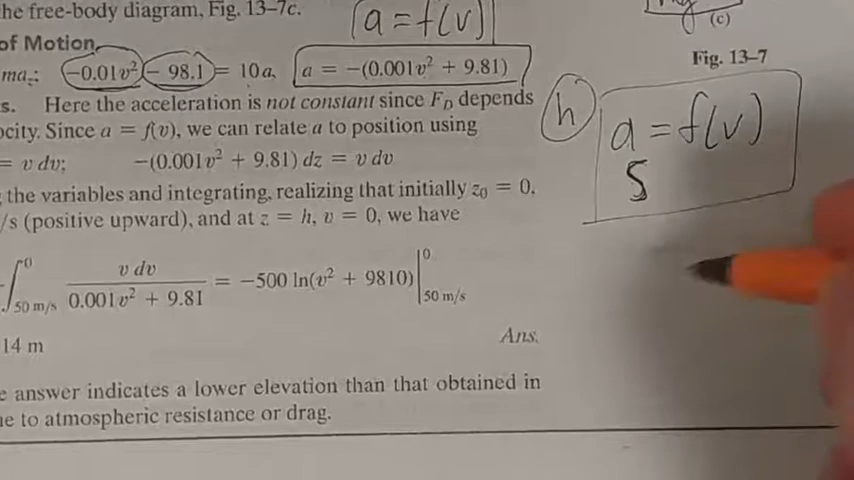 he free-body diagram, Fig. 13–7c.
a = f(v)
(c)
of Motion.
Fig. 13–7
ma_z; −0.01v² − 98.1 = 10a, a = −(0.001v² + 9.81)
s. Here the acceleration is not constant since F_D depends
h a = f(v)
ocity. Since a = f(v), we can relate a to position using
= v dv; −(0.001v² + 9.81) dz = v dv
S
the variables and integrating, realizing that initially z₀ = 0,
/s (positive upward), and at z = h, v = 0, we have
∫_{50 m/s}^{0} v dv / 0.001v² + 9.81 = −500 ln(v² + 9810) |_{50 m/s}^{0}
14 m Ans.
e answer indicates a lower elevation than that obtained in
e to atmospheric resistance or drag.